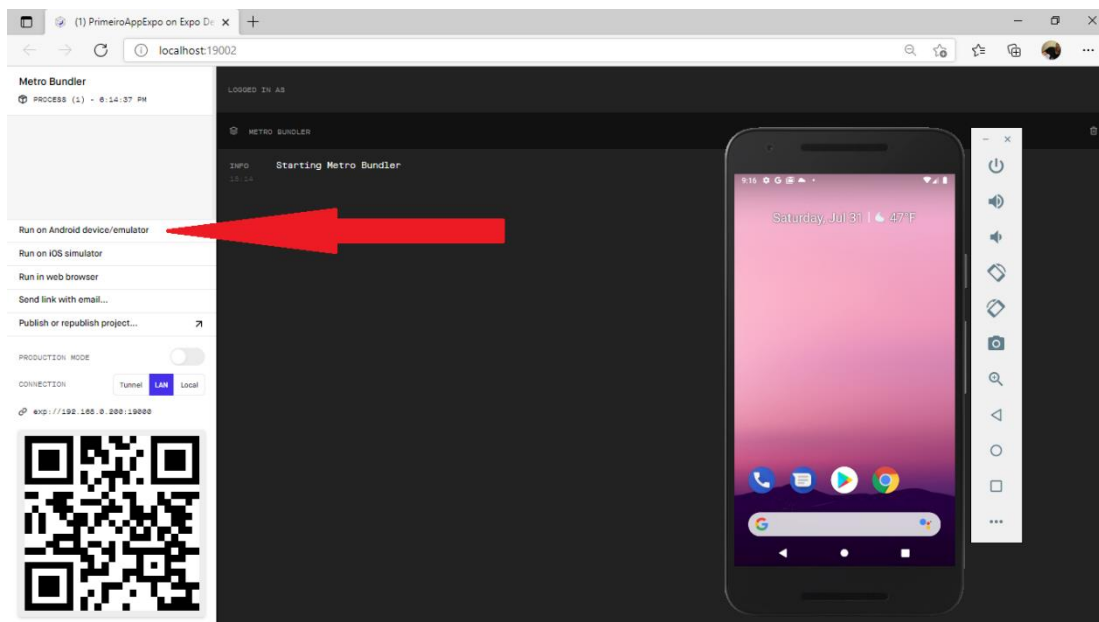 (1) PrimeiroAppExpo on Expo De
localhost:19002
Metro Bundler
PROCESS (1) - 6:14:37 PM
Run on Android device/emulator
Run on iOS simulator
Run in web browser
Send link with email...
Publish or republish project...
PRODUCTION MODE
CONNECTION Tunnel LAN Local
exp://192.168.0.200:19000
LOGGED IN AS
METRO BUNDLER
INFO Starting Metro Bundler
18:14
9:16 G
Saturday, Jul 31 | 47°F
G